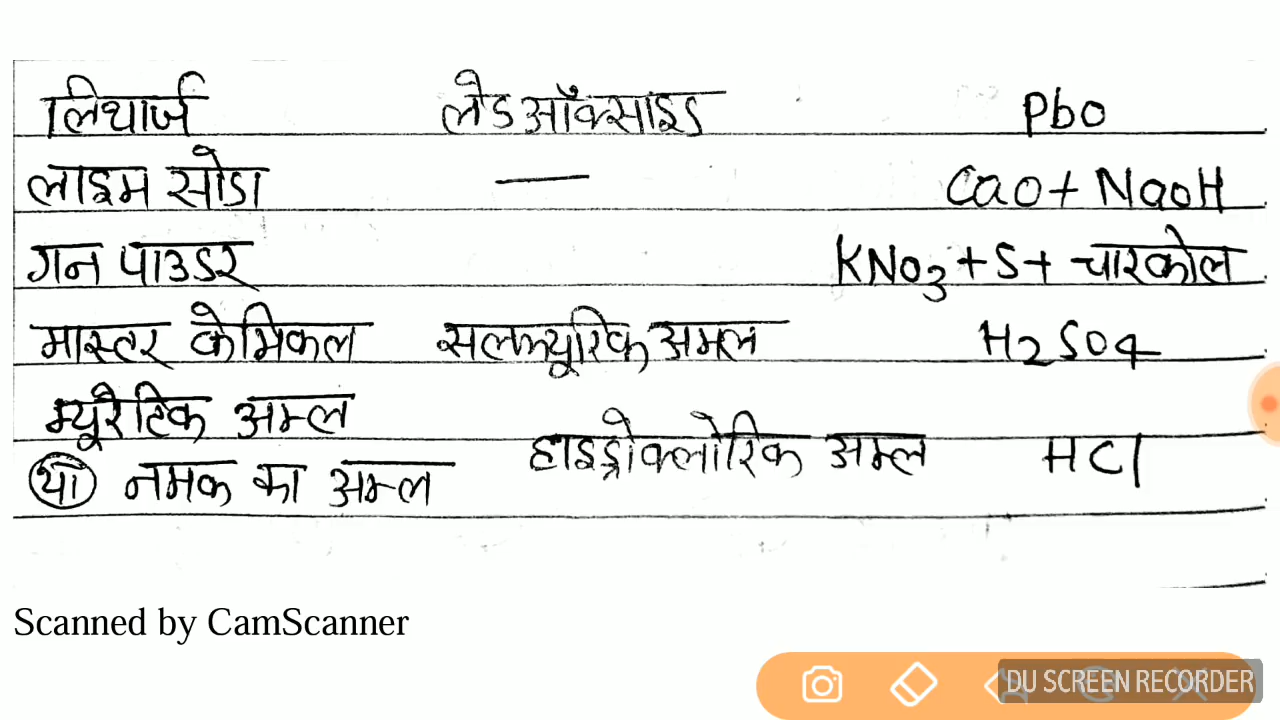 लिथार्ज लेड ऑक्साइड PbO
लाइम सोडा — CaO + NaOH
गन पाउडर KNO3 + S + चारकोल
मास्टर केमिकल सलफ्यूरिक अम्ल H2SO4
म्यूरैटिक अम्ल
या नमक का अम्ल हाइड्रोक्लोरिक अम्ल HCl
Scanned by CamScanner
DU SCREEN RECORDER